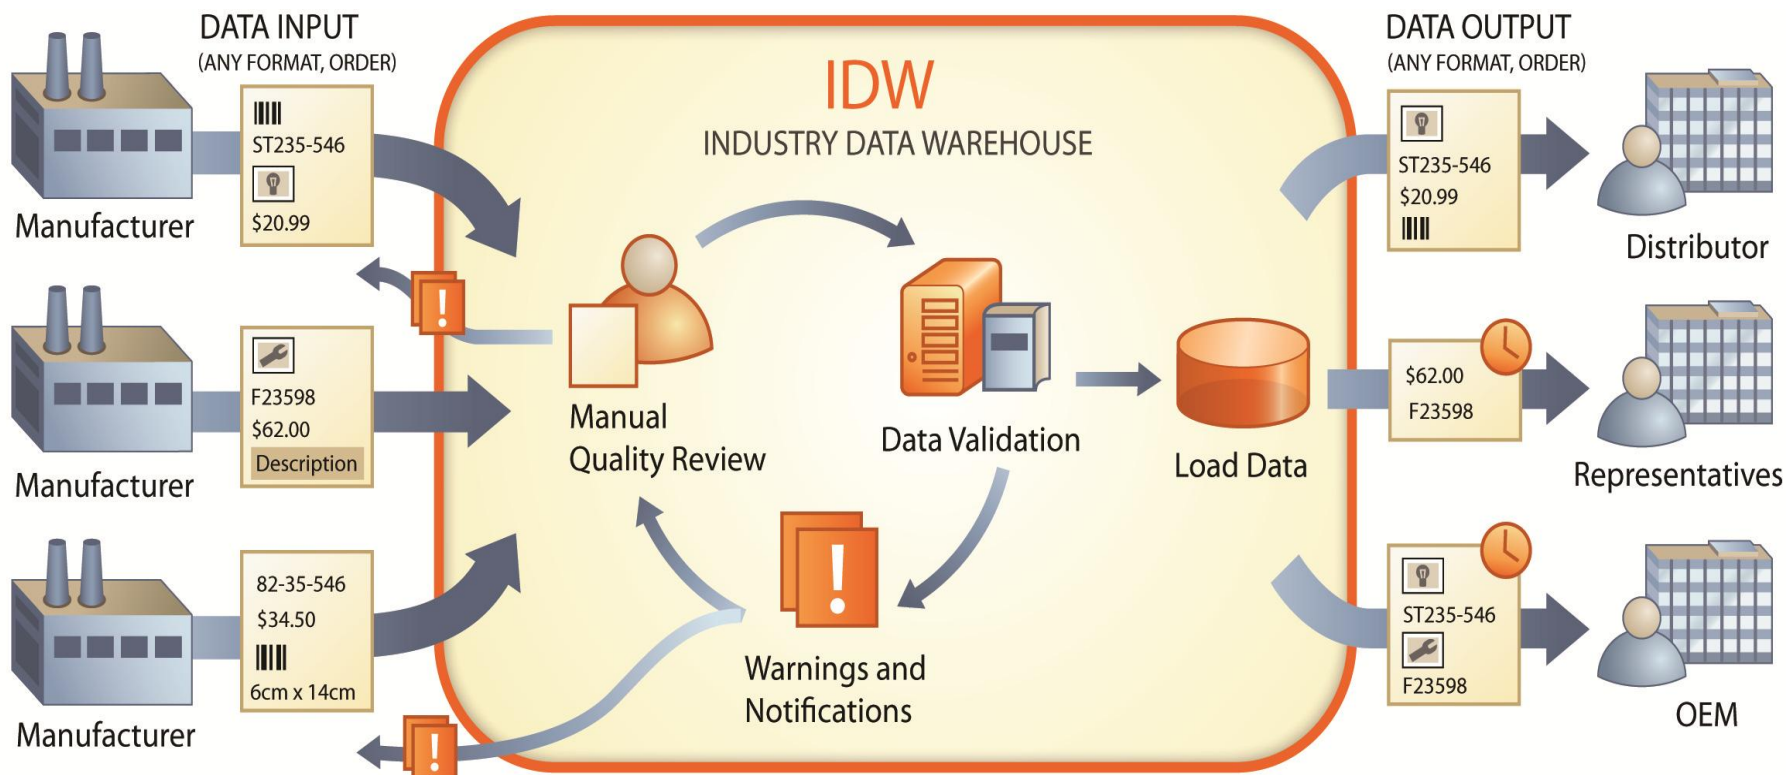 DATA INPUT
(ANY FORMAT, ORDER)
ST235-546
$20.99
Manufacturer
F23598
$62.00
Description
Manufacturer
82-35-546
$34.50
6cm x 14cm
Manufacturer
IDW
INDUSTRY DATA WAREHOUSE
!
Manual
Quality Review
Data Validation
Load Data
!
Warnings and
Notifications
!
DATA OUTPUT
(ANY FORMAT, ORDER)
ST235-546
$20.99
Distributor
$62.00
F23598
Representatives
ST235-546
F23598
OEM